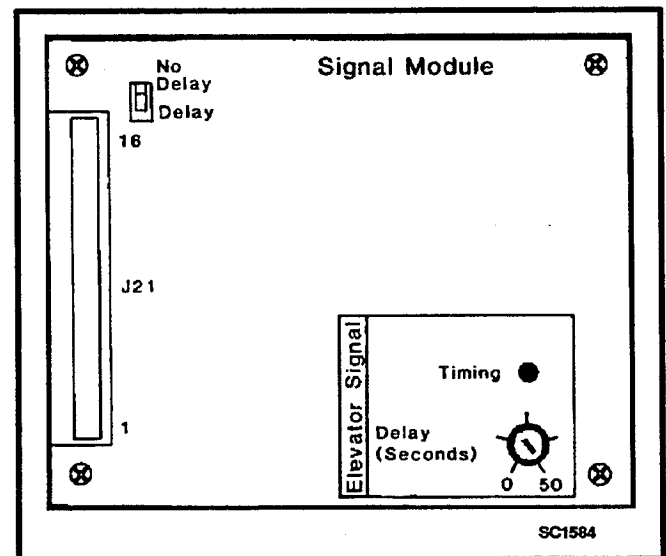 No
Delay
Delay
Signal Module
16
J21
1
Elevator Signal
Timing
Delay
(Seconds)
0 50
SC1584